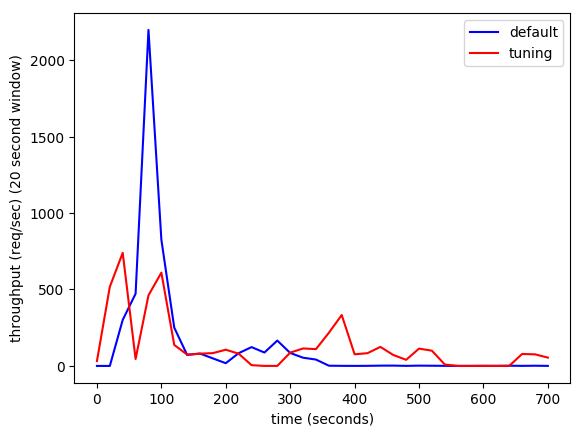 default
tuning
throughput (req/sec) (20 second window)
2000
1500
1000
500
0
0 100 200 300 400 500 600 700
time (seconds)